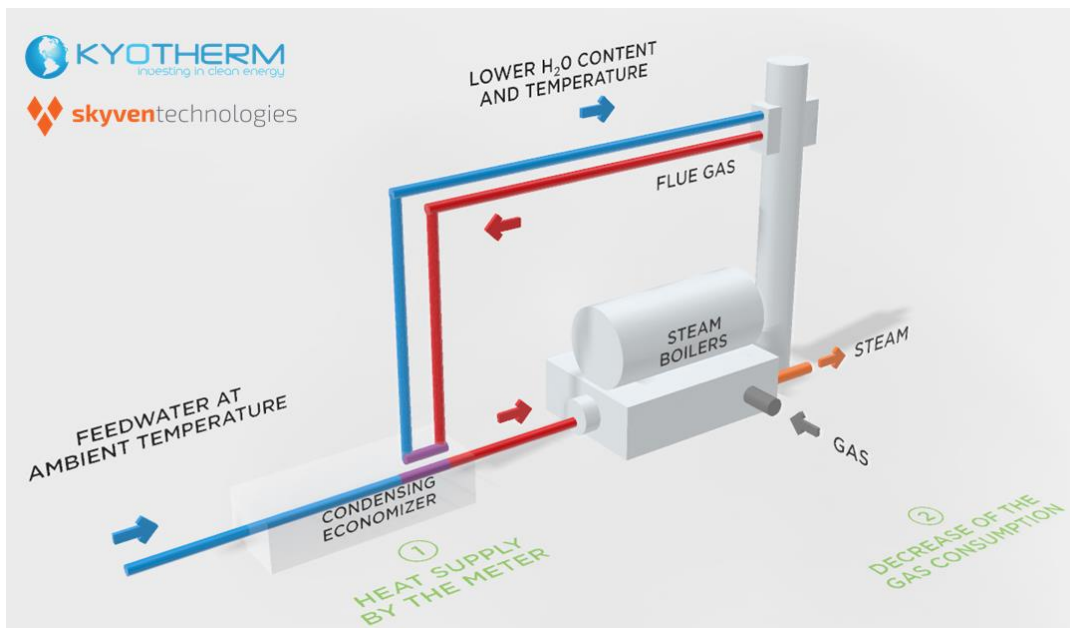 KYOTHERM
investing in clean energy
skyventechnologies
LOWER H₂0 CONTENT
AND TEMPERATURE
FLUE GAS
STEAM
BOILERS
STEAM
GAS
FEEDWATER AT
AMBIENT TEMPERATURE
CONDENSING
ECONOMIZER
1
HEAT SUPPLY
BY THE METER
2
DECREASE OF THE
GAS CONSUMPTION